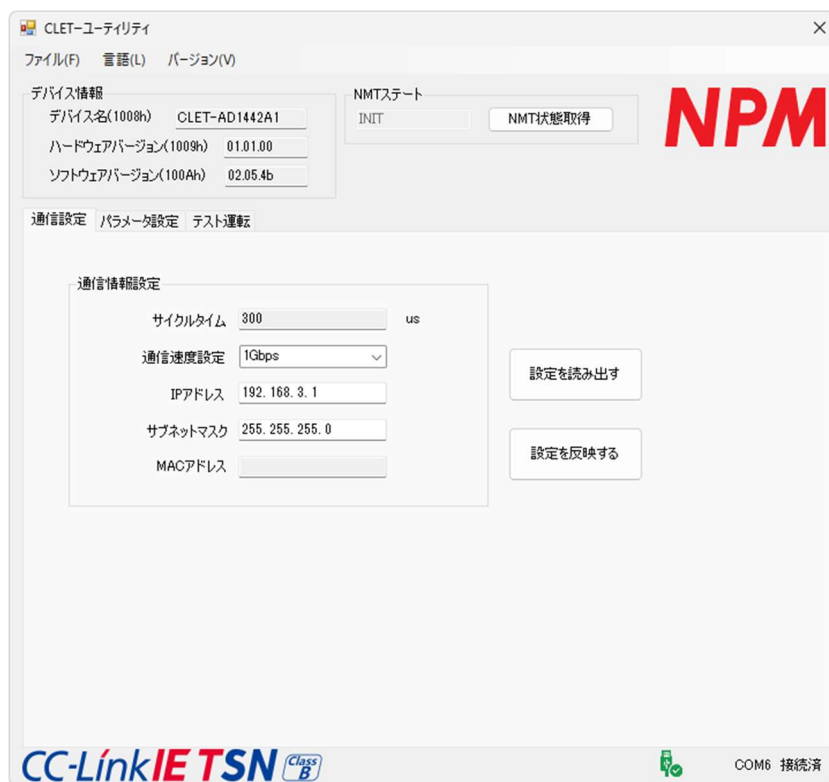 CLET-ユーティリティ
ファイル(F) 言語(L) バージョン(V)
デバイス情報
デバイス名(1008h) CLET-AD1442A1
ハードウェアバージョン(1009h) 01.01.00
ソフトウェアバージョン(100Ah) 02.05.4b
NMTステート
INIT NMT状態取得
NPM
通信設定 パラメータ設定 テスト運転
通信情報設定
サイクルタイム 300 us
通信速度設定 1Gbps
IPアドレス 192.168.3.1
サブネットマスク 255.255.255.0
MACアドレス
設定を読み出す
設定を反映する
CC-Link IE TSN Class B
COM6 接続済